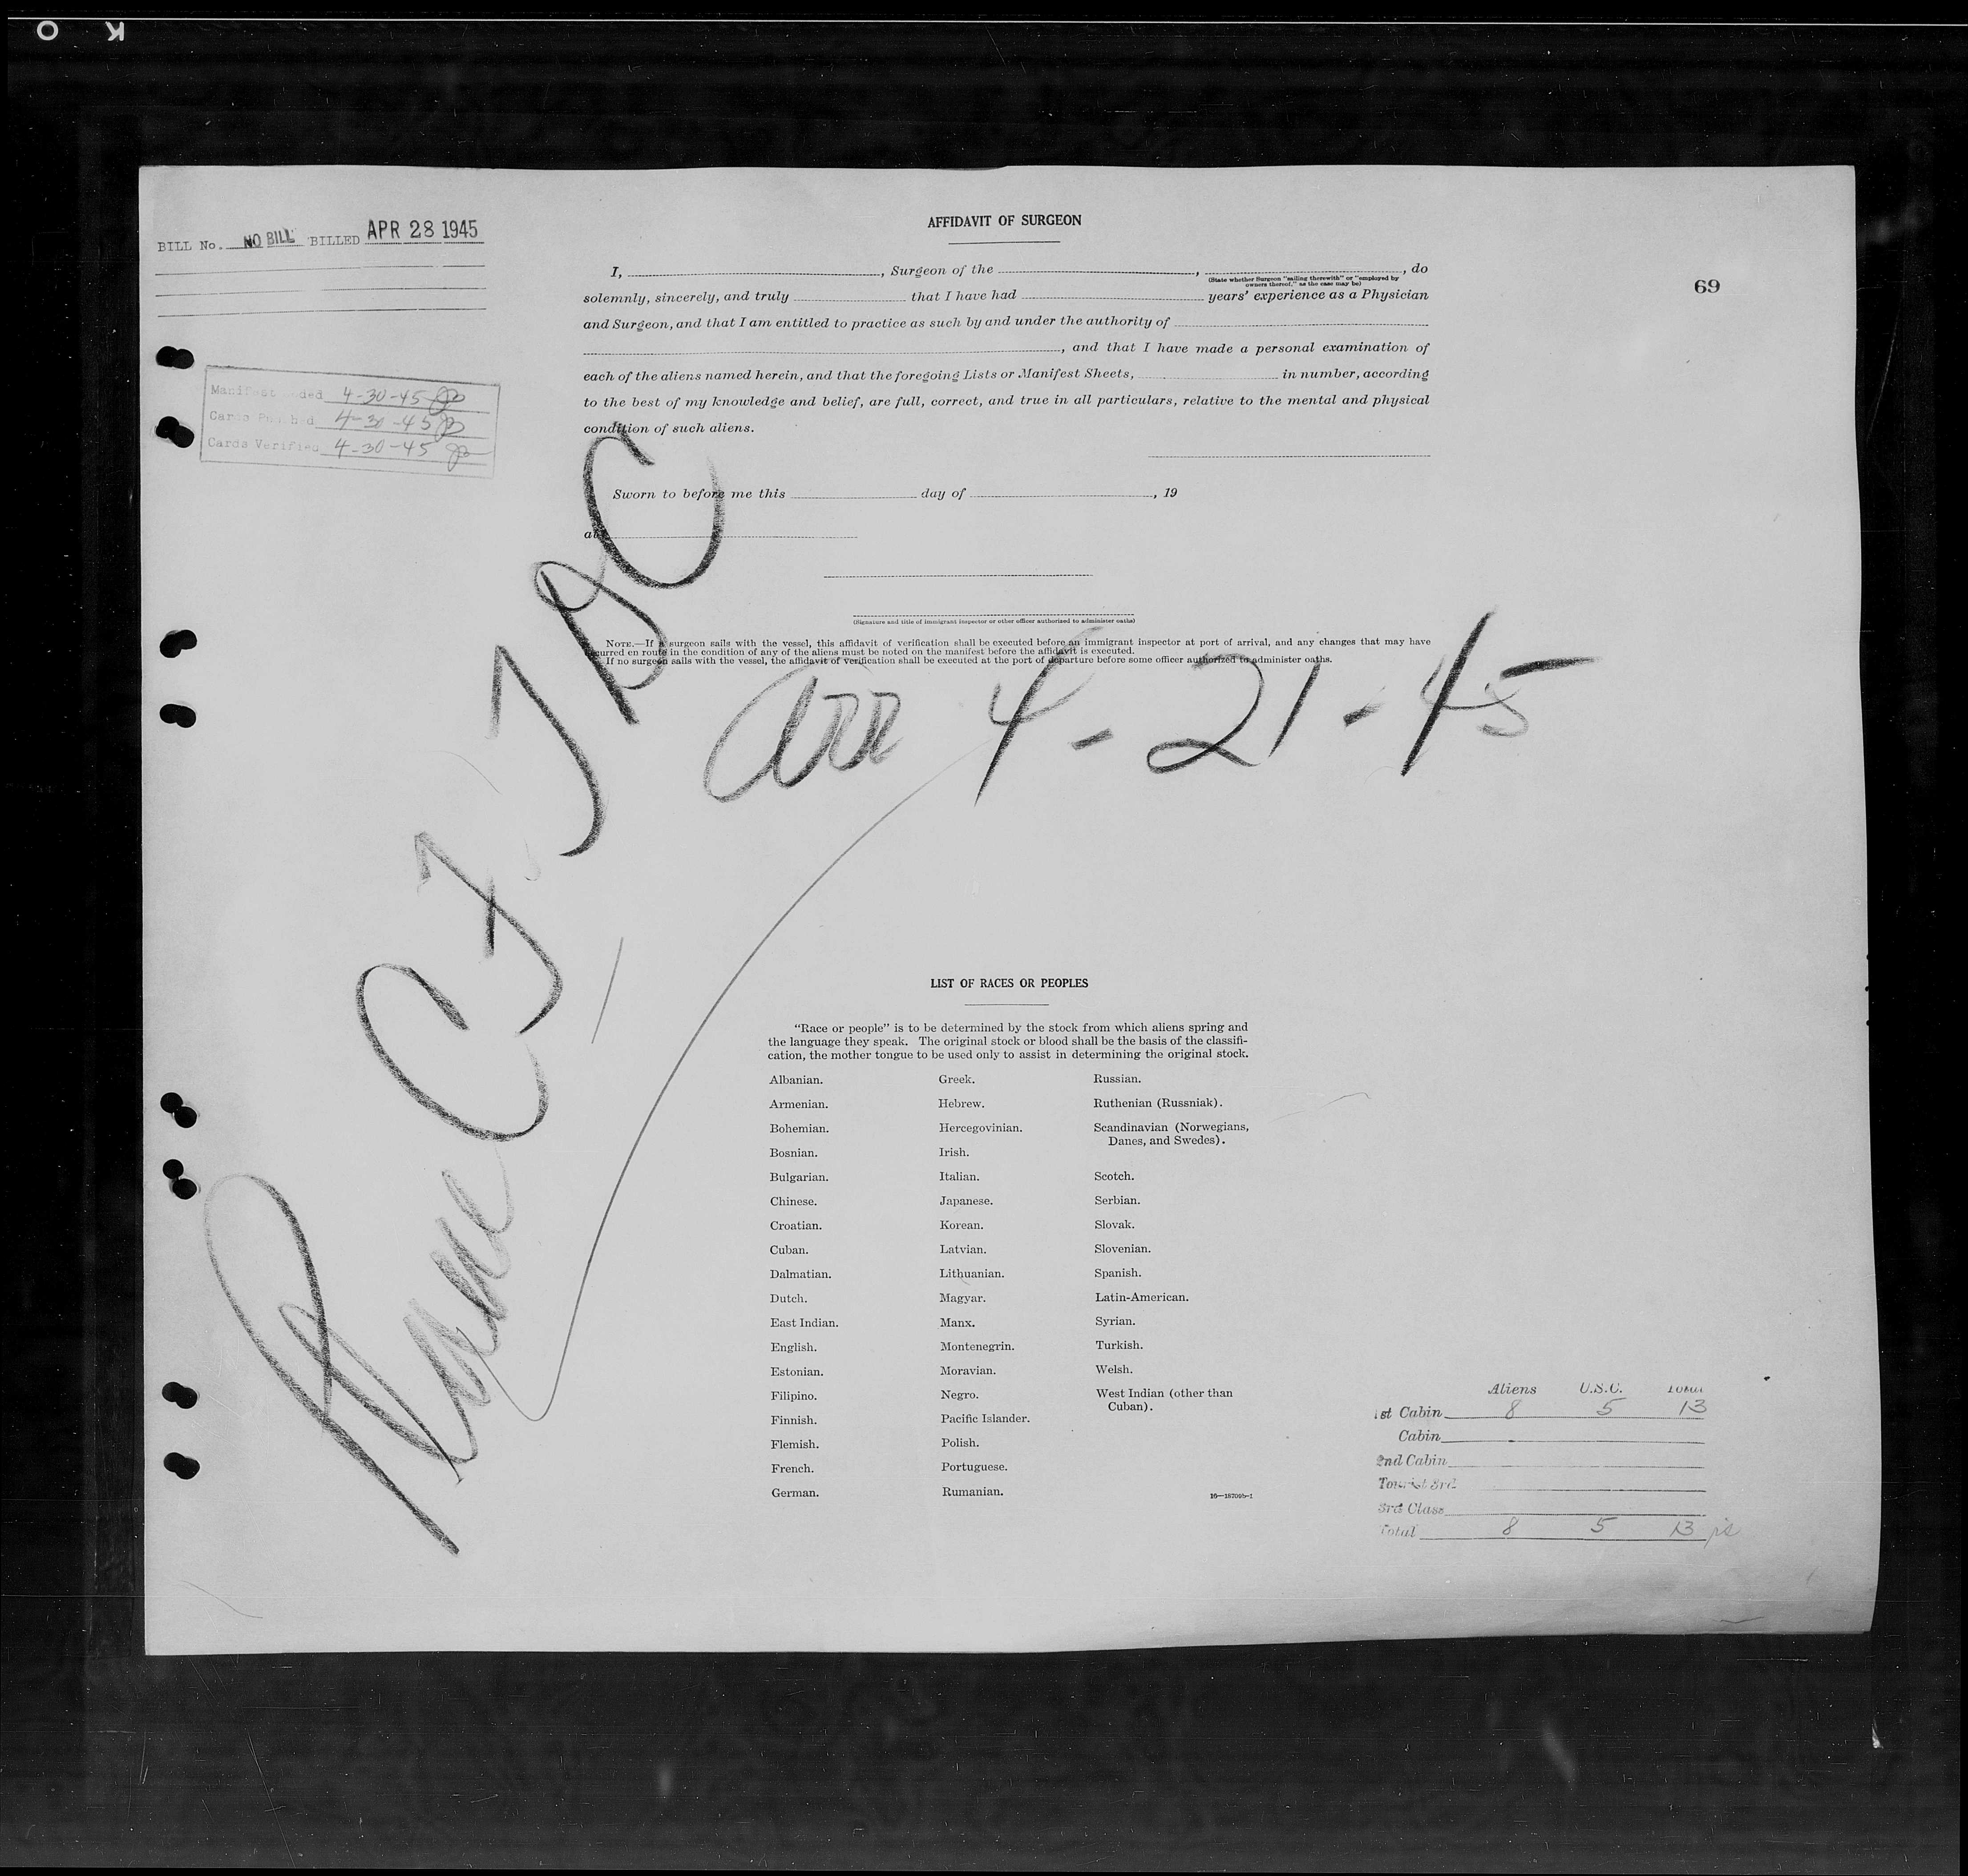 O K
BILL No. NO BILL BILLED APR 28 1945
69
Manifest ded 4-30-45
Cards Punched 4-30-45
Cards Verified 4-30-45
AFFIDAVIT OF SURGEON
I, , Surgeon of the , , do
(State whether Surgeon "sailing therewith" or "employed by
owners thereof," as the case may be)
solemnly, sincerely, and truly that I have had years' experience as a Physician
and Surgeon, and that I am entitled to practice as such by and under the authority of
, and that I have made a personal examination of
each of the aliens named herein, and that the foregoing Lists or Manifest Sheets, in number, according
to the best of my knowledge and belief, are full, correct, and true in all particulars, relative to the mental and physical
condition of such aliens.
Sworn to before me this day of , 19
at
(Signature and title of immigrant inspector or other officer authorized to administer oaths)
NOTE.—If a surgeon sails with the vessel, this affidavit of verification shall be executed before an immigrant inspector at port of arrival, and any changes that may have
occurred en route in the condition of any of the aliens must be noted on the manifest before the affidavit is executed.
If no surgeon sails with the vessel, the affidavit of verification shall be executed at the port of departure before some officer authorized to administer oaths.
Plane CF-TDC
arr 4-21-45
LIST OF RACES OR PEOPLES
"Race or people" is to be determined by the stock from which aliens spring and
the language they speak. The original stock or blood shall be the basis of the classifi-
cation, the mother tongue to be used only to assist in determining the original stock.
Albanian.
Armenian.
Bohemian.
Bosnian.
Bulgarian.
Chinese.
Croatian.
Cuban.
Dalmatian.
Dutch.
East Indian.
English.
Estonian.
Filipino.
Finnish.
Flemish.
French.
German.
Greek.
Hebrew.
Hercegovinian.
Irish.
Italian.
Japanese.
Korean.
Latvian.
Lithuanian.
Magyar.
Manx.
Montenegrin.
Moravian.
Negro.
Pacific Islander.
Polish.
Portuguese.
Rumanian.
Russian.
Ruthenian (Russniak).
Scandinavian (Norwegians,
Danes, and Swedes).
Scotch.
Serbian.
Slovak.
Slovenian.
Spanish.
Latin-American.
Syrian.
Turkish.
Welsh.
West Indian (other than
Cuban).
Aliens U.S.C. Total
1st Cabin 8 5 13
Cabin
2nd Cabin
Tourist 3rd
3rd Class
Total 8 5 13